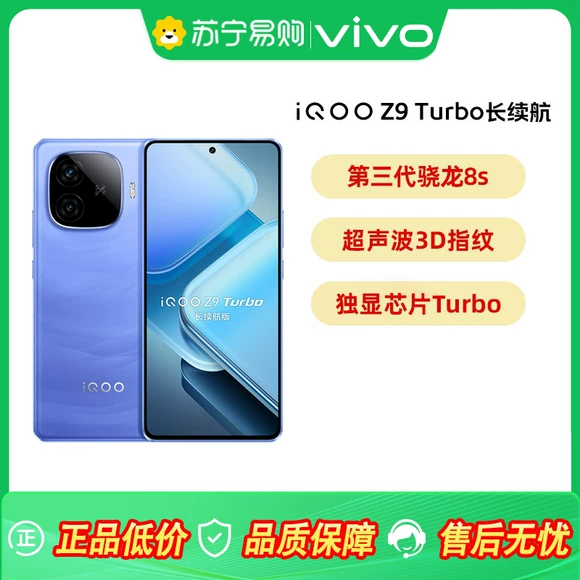 苏宁易购 vivo
iQOO Z9 Turbo长续航
第三代骁龙8s
超声波3D指纹
独显芯片Turbo
iQOO Z9 Turbo
长续航版
iQOO
正 正品低价 品质保障 售后无忧